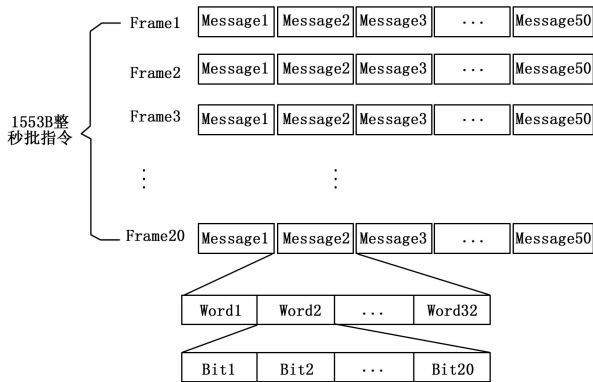 Frame1 Message1 Message2 Message3 ... Message50
Frame2 Message1 Message2 Message3 ... Message50
Frame3 Message1 Message2 Message3 ... Message50
1553B整
秒批指令
⋮ ⋮
Frame20 Message1 Message2 Message3 ... Message50
Word1 Word2 ... Word32
Bit1 Bit2 ... Bit20